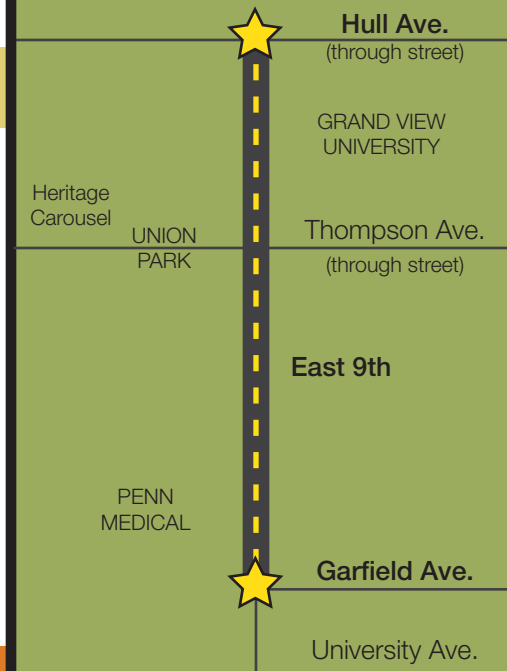 Hull Ave.
(through street)
GRAND VIEW
UNIVERSITY
Heritage
Carousel
UNION
PARK
Thompson Ave.
(through street)
East 9th
PENN
MEDICAL
Garfield Ave.
University Ave.